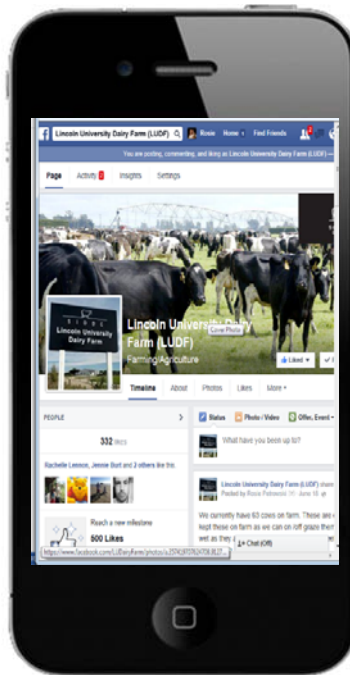 Lincoln University Dairy Farm (LUDF)
Rosie Home Find Friends
You are posting, commenting, and liking as Lincoln University Dairy Farm (LUDF) —
Page Activity Insights Settings
Lincoln University
Dairy Farm
Lincoln University Dairy
Farm (LUDF)
Cover Photo
Farming/Agriculture
Liked
Timeline About Photos Likes More
PEOPLE
332 likes
Rachelle Lennon, Jennie Burt and 2 others like this.
Reach a new milestone
500 Likes
Status Photo / Video Offer, Event
What have you been up to?
Lincoln University Dairy Farm (LUDF) share
Posted by Rosie June 18
We currently have 63 cows on farm. These are
kept these on farm as we can on /off graze them
wet as they
Chat (Off)